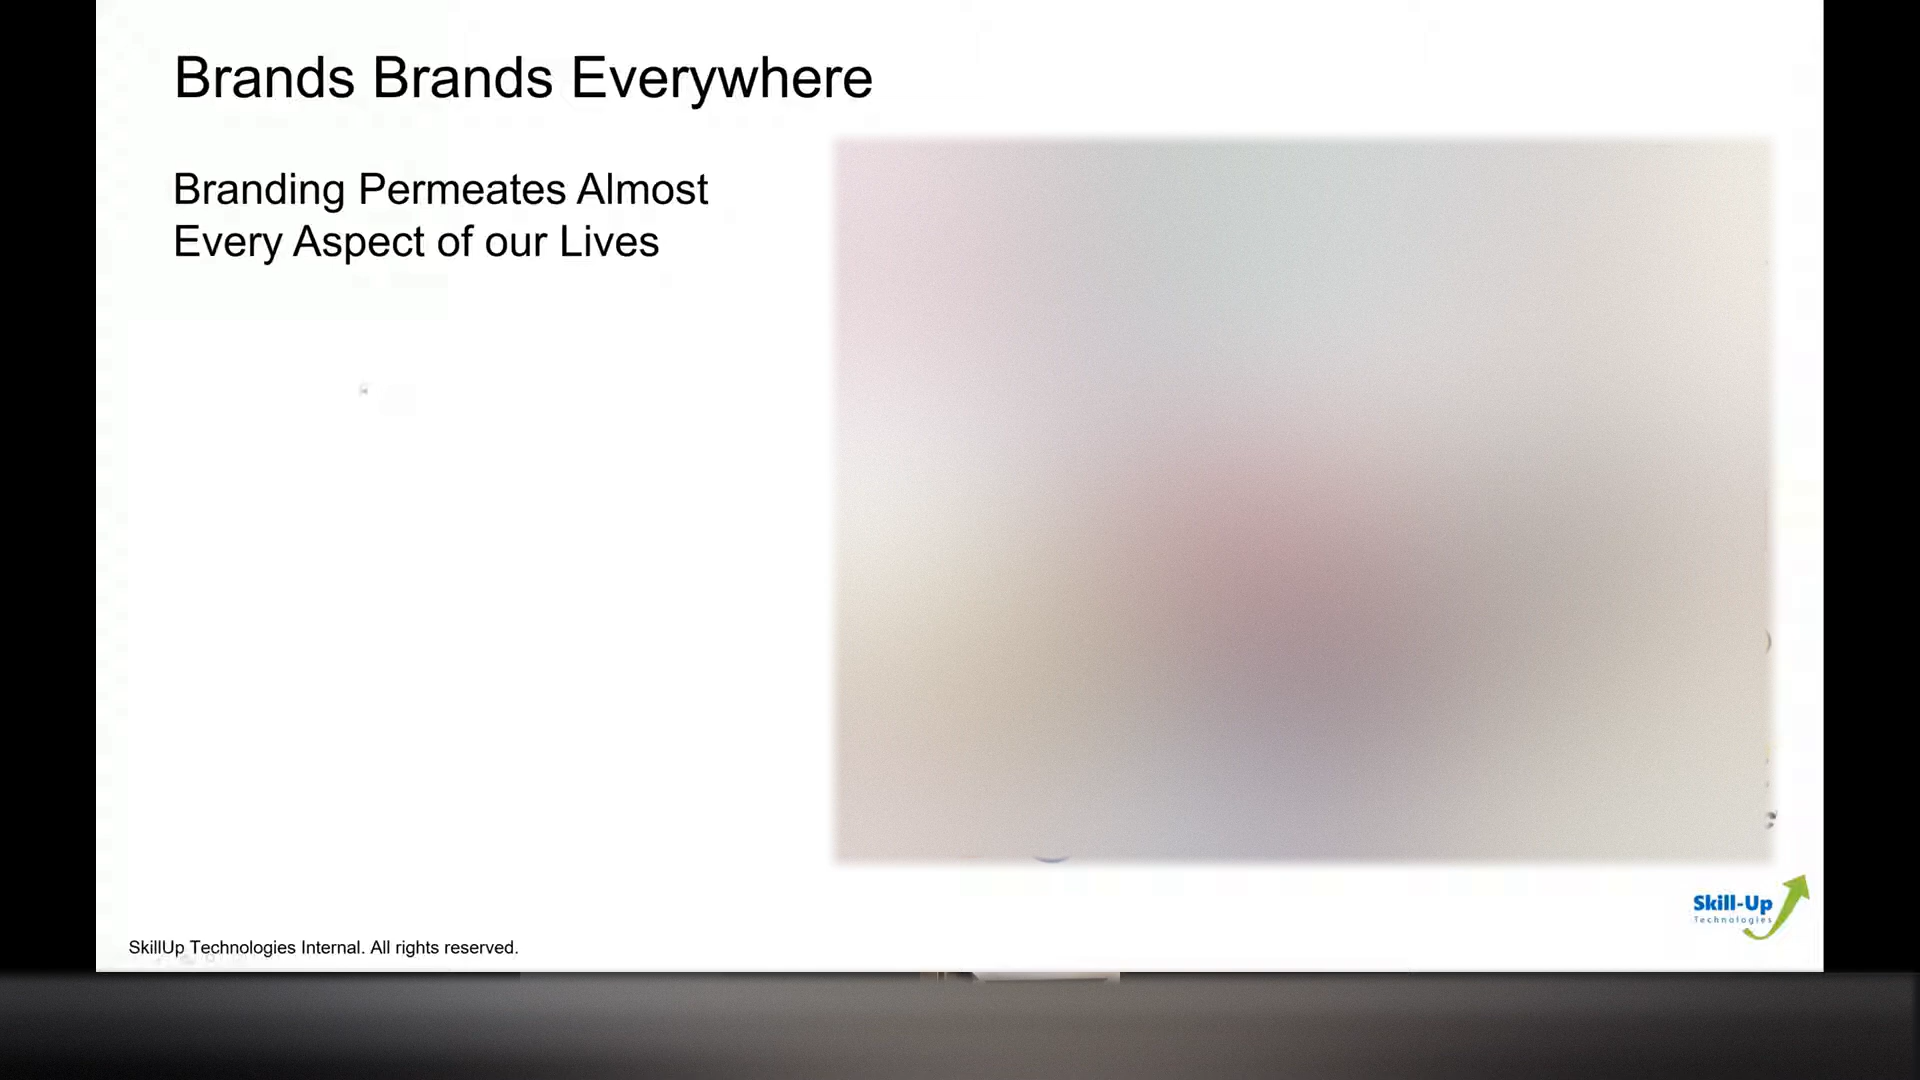 Brands Brands Everywhere
Branding Permeates Almost
Every Aspect of our Lives
Skill-Up
Technologies
SkillUp Technologies Internal. All rights reserved.